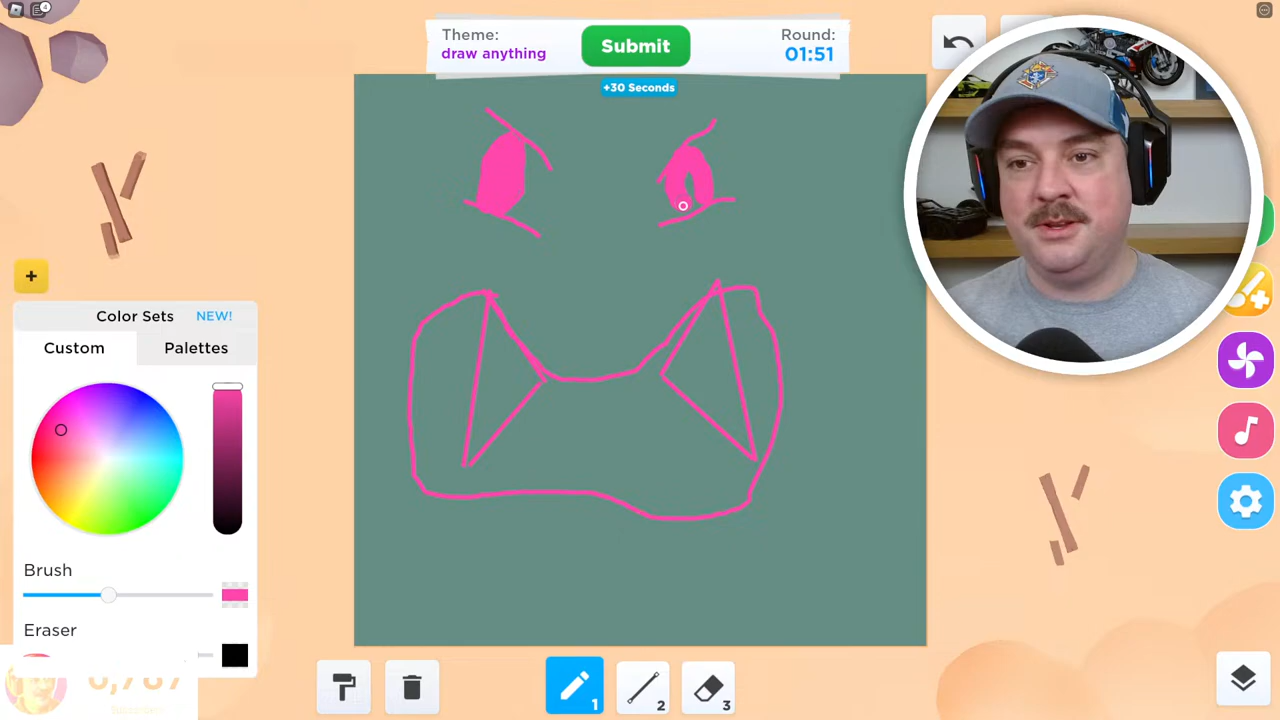 4
Theme:
draw anything
Submit
Round:
01:51
+30 Seconds
+
Color Sets NEW!
Custom Palettes
Brush
Eraser
1
2
3